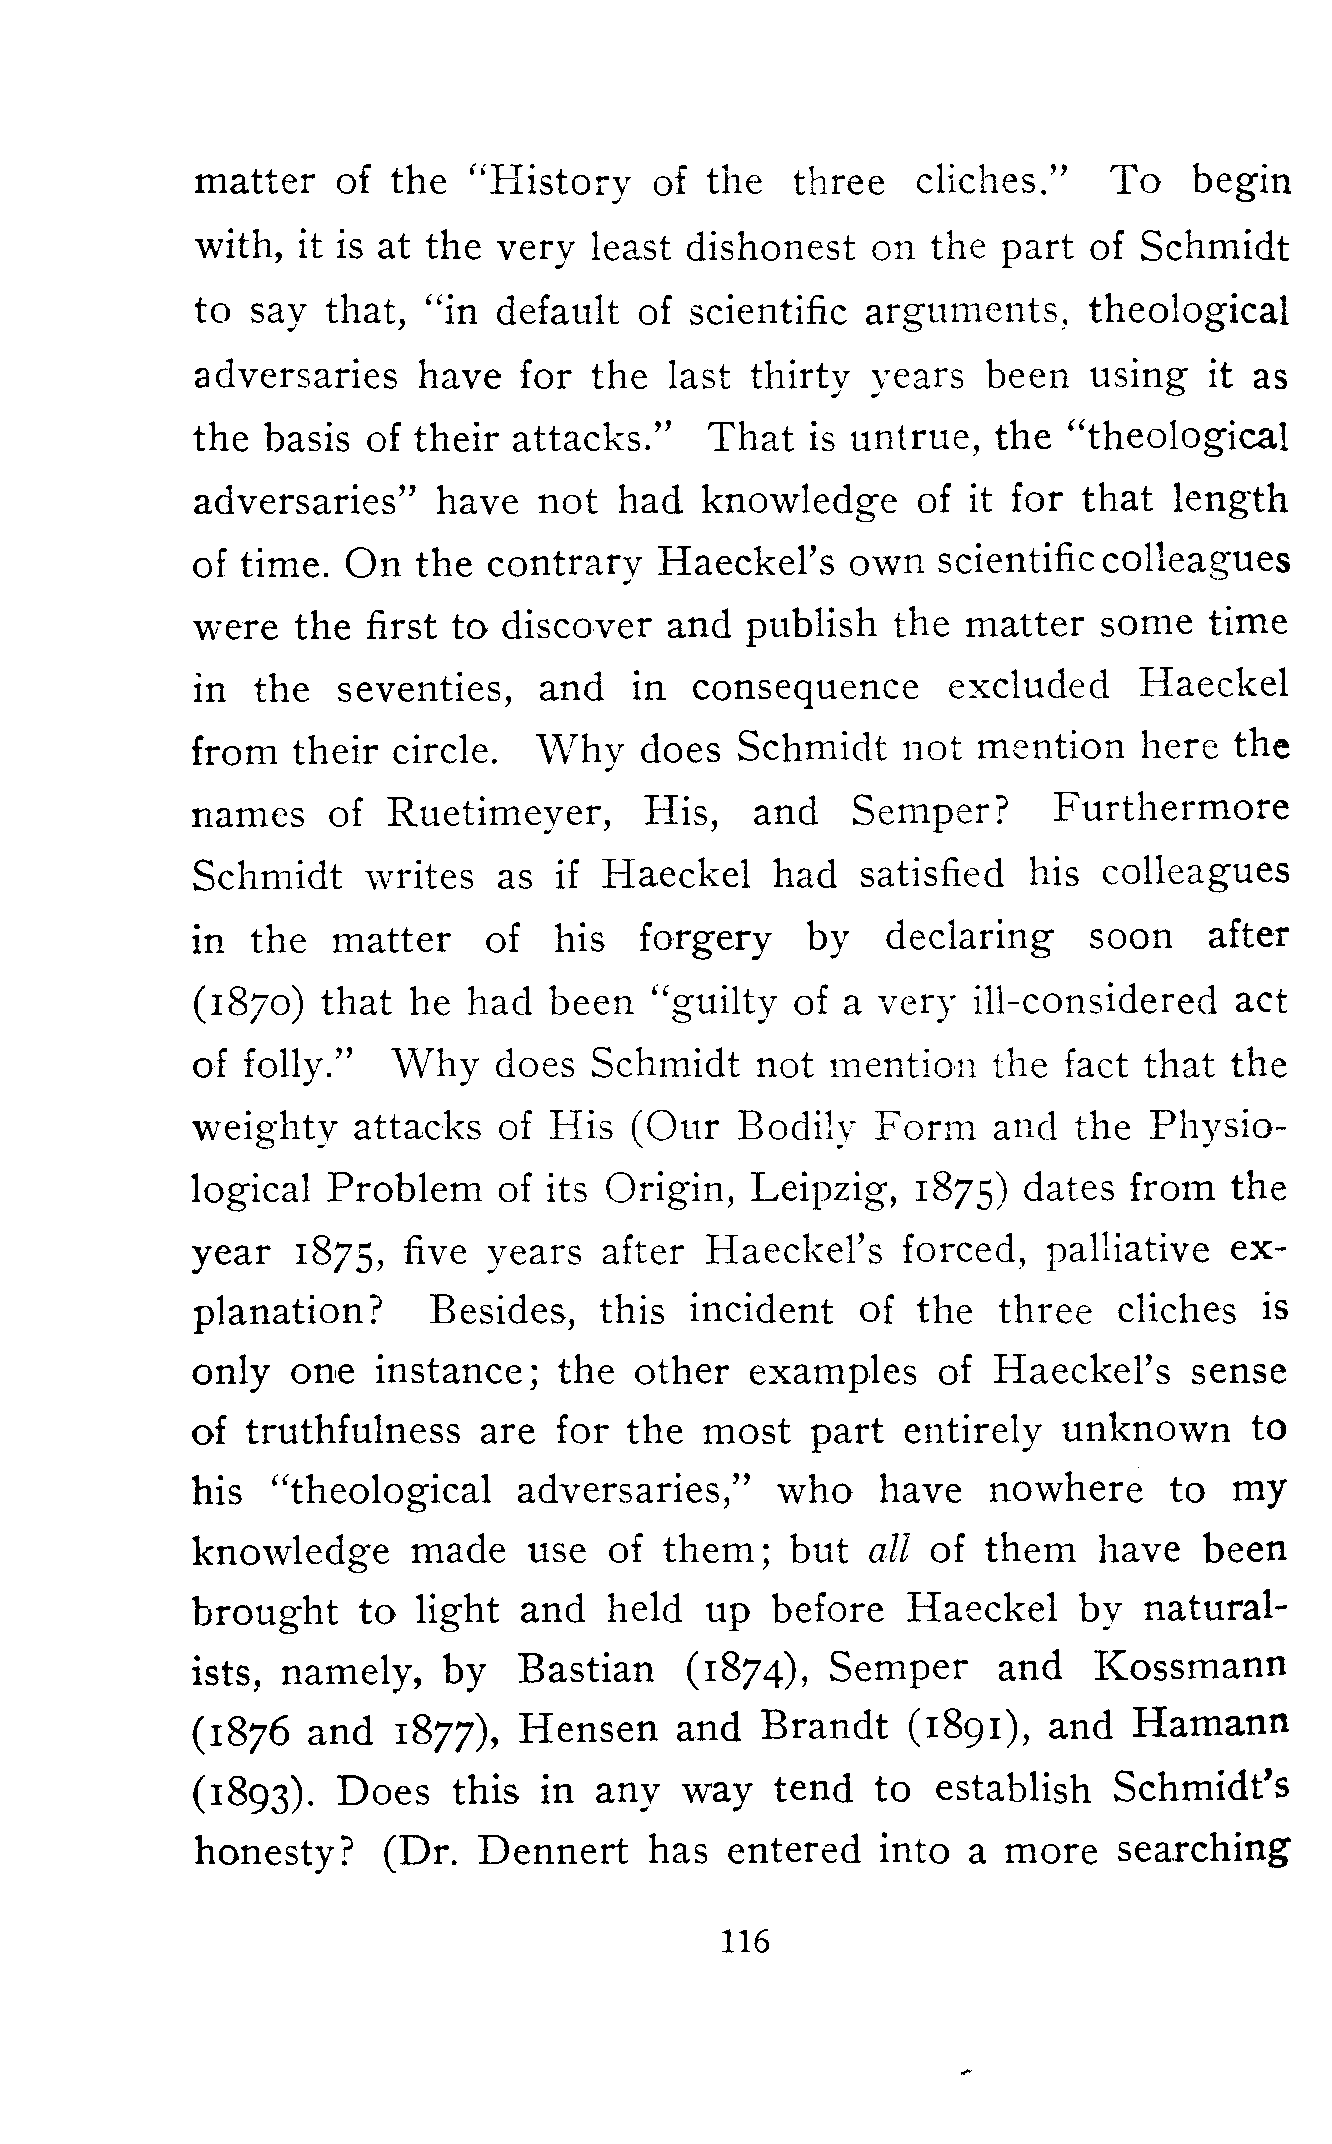 matter of the “History of the three cliches.” To begin
with, it is at the very least dishonest on the part of Schmidt
to say that, “in default of scientific arguments, theological
adversaries have for the last thirty years been using it as
the basis of their attacks.” That is untrue, the “theological
adversaries” have not had knowledge of it for that length
of time. On the contrary Haeckel’s own scientific colleagues
were the first to discover and publish the matter some time
in the seventies, and in consequence excluded Haeckel
from their circle. Why does Schmidt not mention here the
names of Ruetimeyer, His, and Semper? Furthermore
Schmidt writes as if Haeckel had satisfied his colleagues
in the matter of his forgery by declaring soon after
(1870) that he had been “guilty of a very ill-considered act
of folly.” Why does Schmidt not mention the fact that the
weighty attacks of His (Our Bodily Form and the Physio-
logical Problem of its Origin, Leipzig, 1875) dates from the
year 1875, five years after Haeckel’s forced, palliative ex-
planation? Besides, this incident of the three cliches is
only one instance; the other examples of Haeckel’s sense
of truthfulness are for the most part entirely unknown to
his “theological adversaries,” who have nowhere to my
knowledge made use of them; but all of them have been
brought to light and held up before Haeckel by natural-
ists, namely, by Bastian (1874), Semper and Kossmann
(1876 and 1877), Hensen and Brandt (1891), and Hamann
(1893). Does this in any way tend to establish Schmidt’s
honesty? (Dr. Dennert has entered into a more searching
116